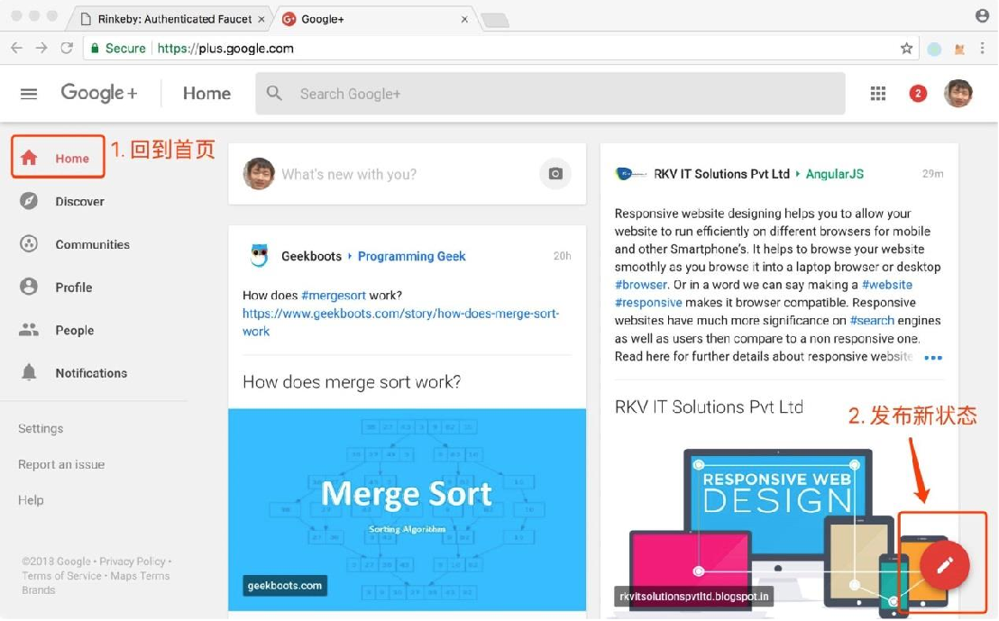 Rinkeby: Authenticated Faucet
Google+
Secure
https://plus.google.com
Google+
Home
Search Google+
2
Home
1. 回到首页
Discover
Communities
Profile
People
Notifications
Settings
Report an issue
Help
©2018 Google • Privacy Policy •
Terms of Service • Maps Terms
Brands
What's new with you?
Geekboots
Programming Geek
20h
How does #mergesort work?
https://www.geekboots.com/story/how-does-merge-sort-
work
How does merge sort work?
Merge Sort
Sorting Algorithm
geekboots.com
RKV IT Solutions Pvt Ltd
AngularJS
29m
Responsive website designing helps you to allow your
website to run efficiently on different browsers for mobile
and other Smartphone's. It helps to browse your website
smoothly as you browse it into a laptop browser or desktop
#browser. Or in a word we can say making a #website
#responsive makes it browser compatible. Responsive
websites have much more significance on #search engines
as well as users then compare to a non responsive one.
Read here for further details about responsive website
RKV IT Solutions Pvt Ltd
2. 发布新状态
RESPONSIVE WEB
DESIGN
rkvitsolutionspvtltd.blogspot.in